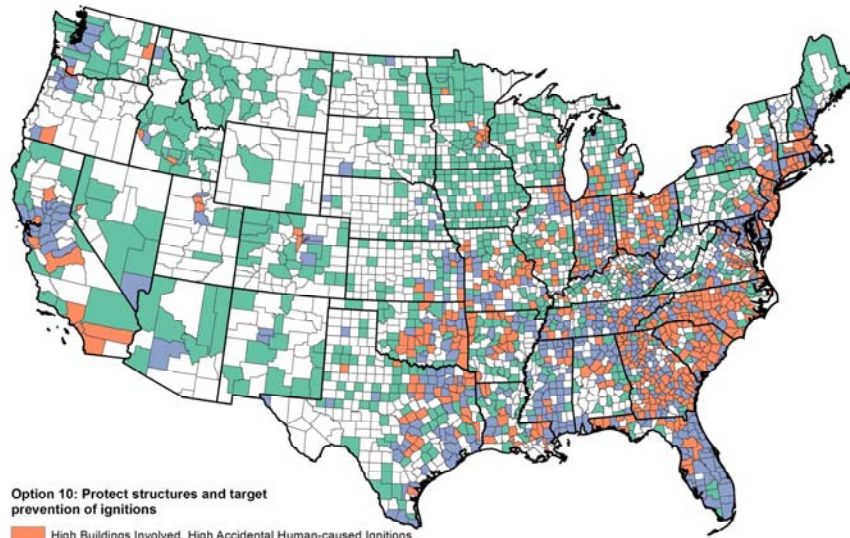 Option 10: Protect structures and target
prevention of ignitions
High Buildings Involved, High Accidental Human-caused Ignitions